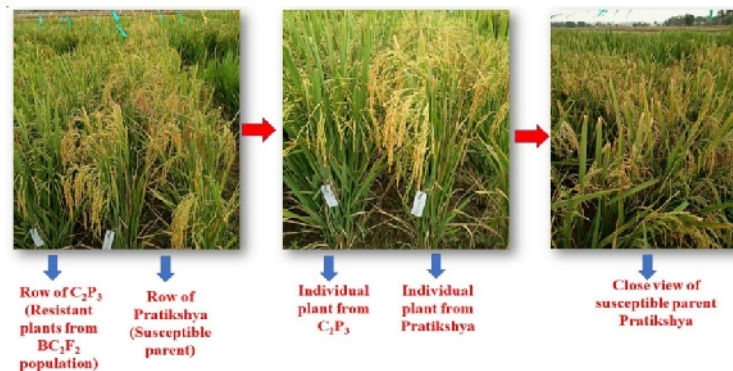 Row of C₂P₃
(Resistant
plants from
BC₂F₂
population)
Row of
Pratikshya
(Susceptible
parent)
Individual
plant from
C₂P₃
Individual
plant from
Pratikshya
Close view of
susceptible parent
Pratikshya